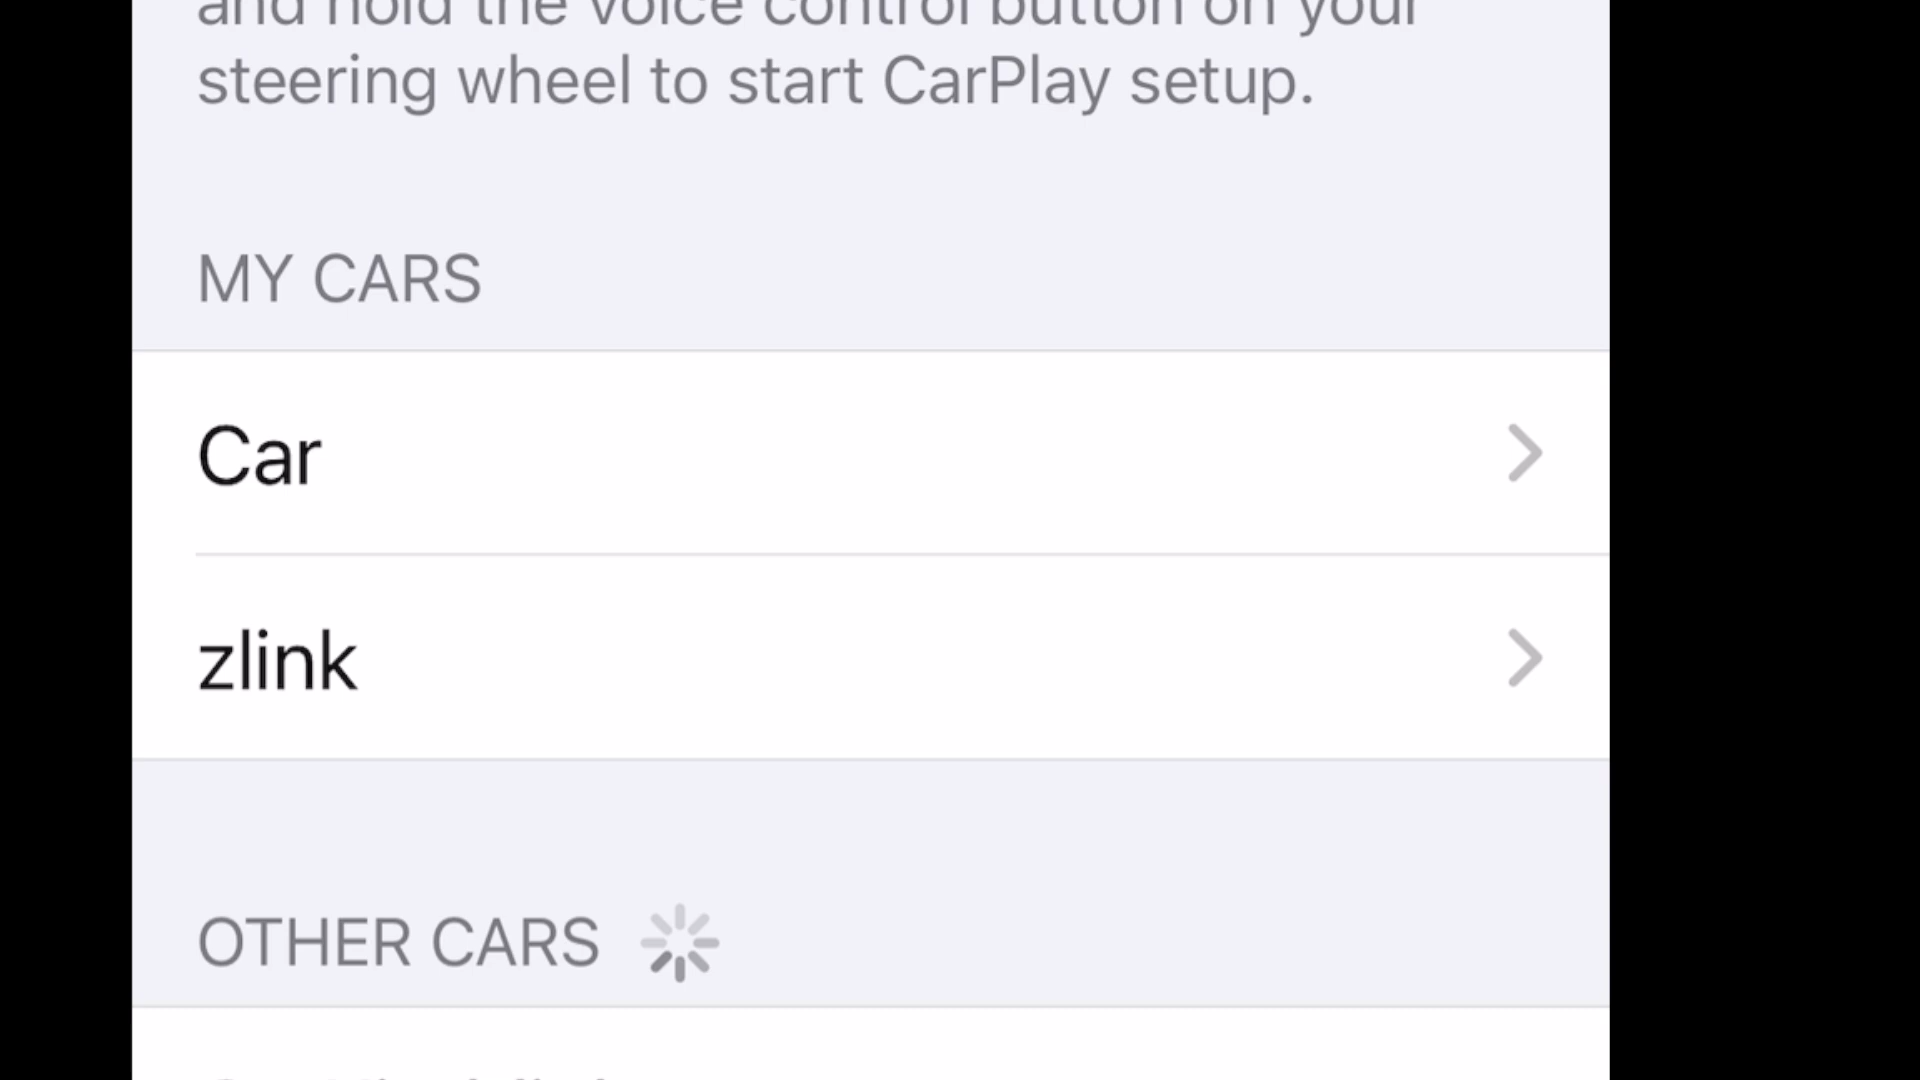 and hold the voice control button on your
steering wheel to start CarPlay setup.
MY CARS
Car
zlink
OTHER CARS